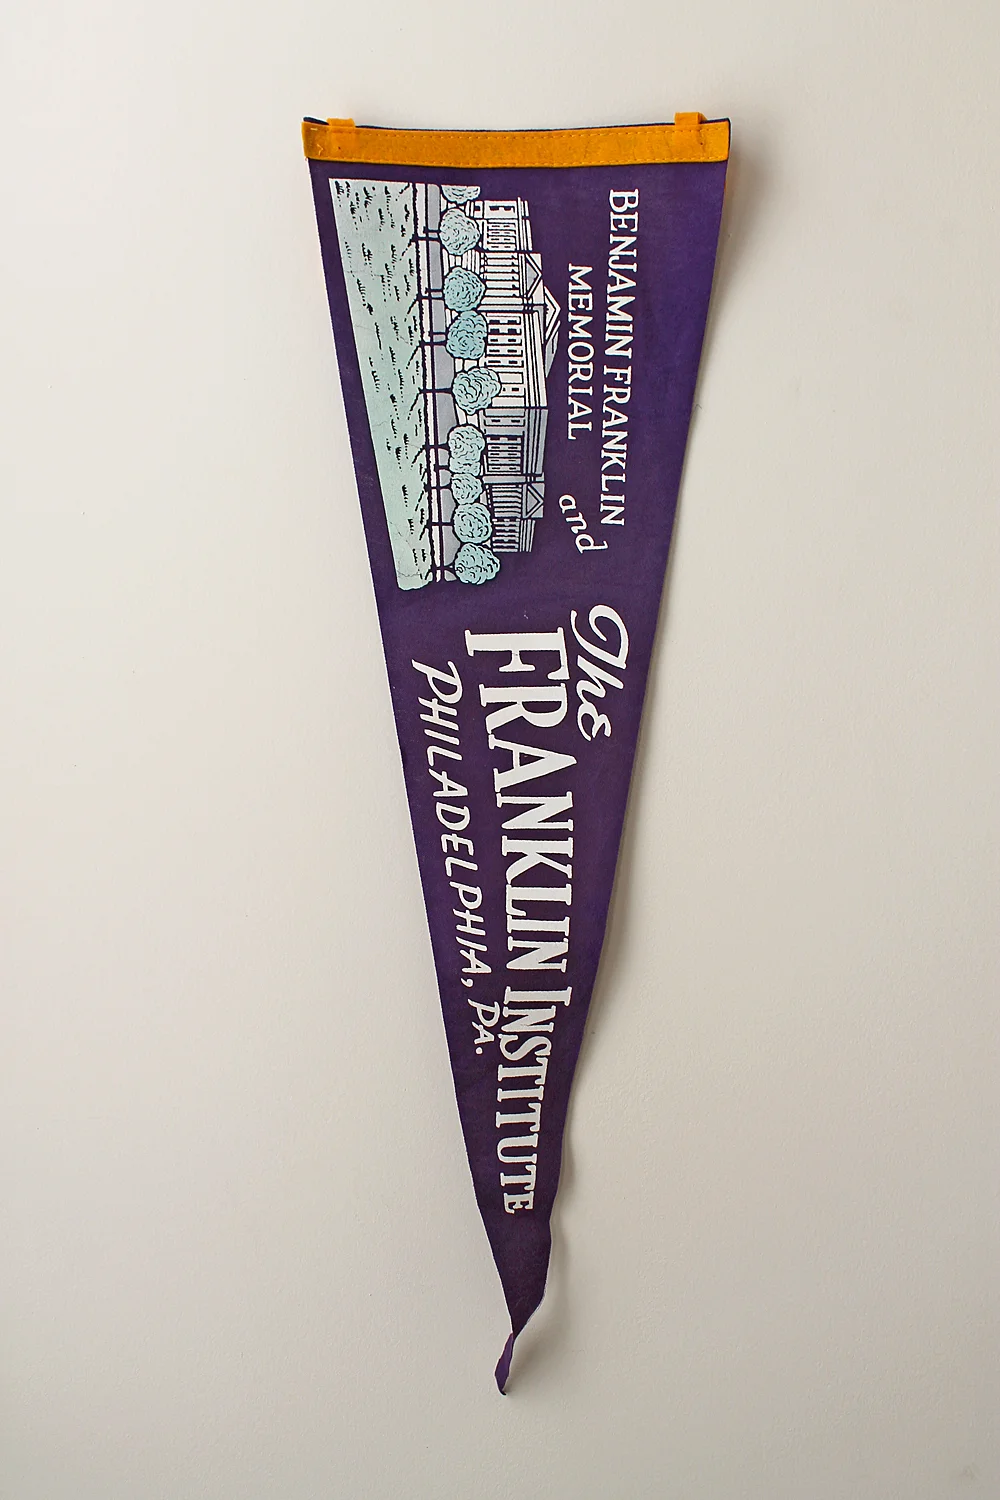 BENJAMIN FRANKLIN
MEMORIAL
and
The
FRANKLIN INSTITUTE
PHILADELPHIA, PA.